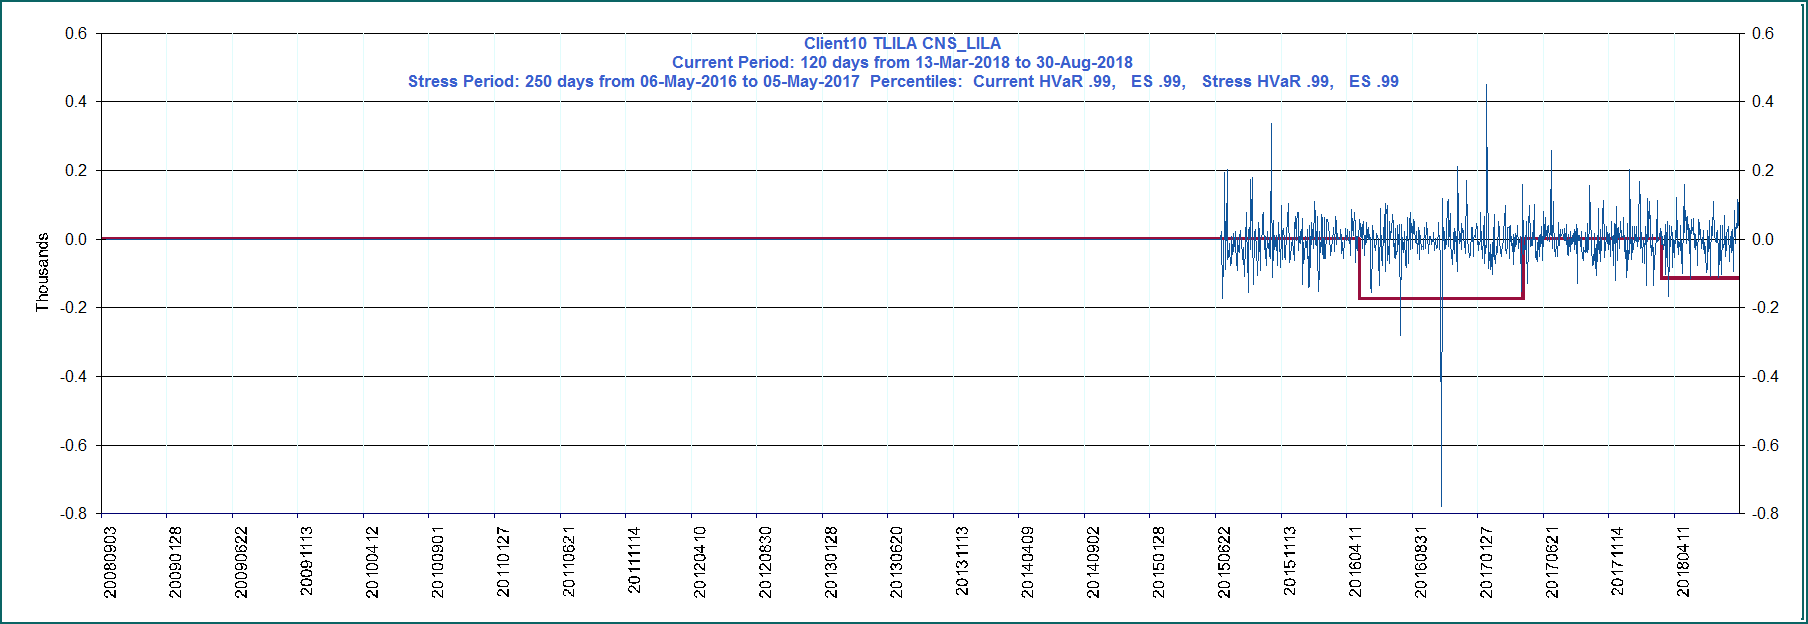 Client10 TLILA CNS_LILA
Current Period: 120 days from 13-Mar-2018 to 30-Aug-2018
Stress Period: 250 days from 06-May-2016 to 05-May-2017  Percentiles:  Current HVaR .99,   ES .99,   Stress HVaR .99,   ES .99
0.6 0.6
0.4 0.4
0.2 0.2
0.0 0.0
-0.2 -0.2
-0.4 -0.4
-0.6 -0.6
-0.8 -0.8
Thousands
20080903 20090128 20090622 20091113 20100412 20100901 20110127 20110621 20111114 20120410 20120830 20130128 20130620 20131113 20140409 20140902 20150128 20150622 20151113 20160411 20160831 20170127 20170621 20171114 20180411